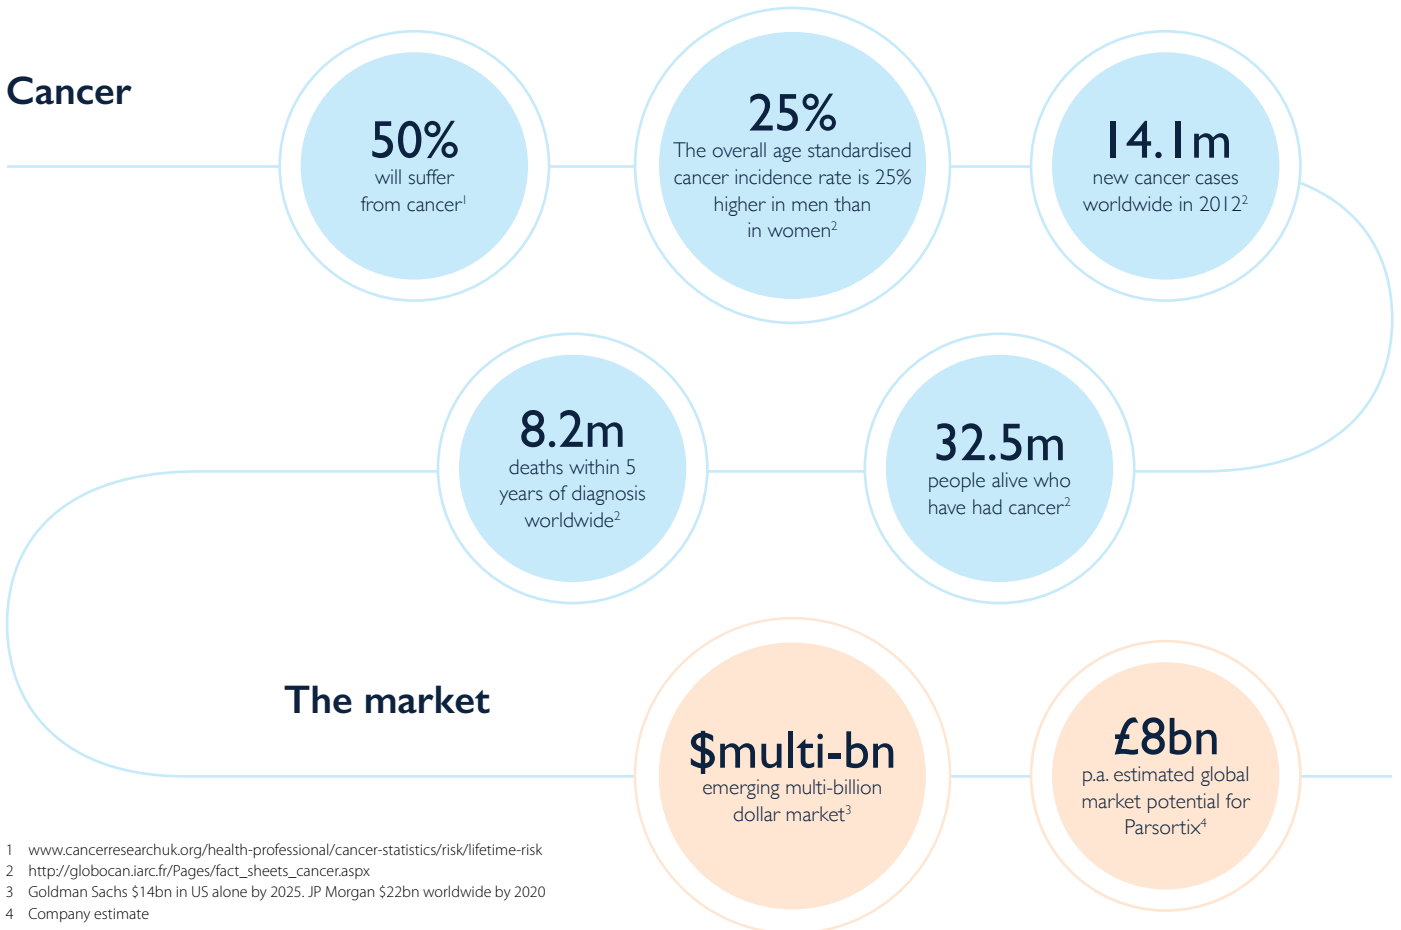 Cancer
50%
will suffer
from cancer¹
25%
The overall age standardised
cancer incidence rate is 25%
higher in men than
in women²
14.1m
new cancer cases
worldwide in 2012²
8.2m
deaths within 5
years of diagnosis
worldwide²
32.5m
people alive who
have had cancer²
The market
$multi-bn
emerging multi-billion
dollar market³
£8bn
p.a. estimated global
market potential for
Parsortix⁴
1 www.cancerresearchuk.org/health-professional/cancer-statistics/risk/lifetime-risk
2 http://globocan.iarc.fr/Pages/fact_sheets_cancer.aspx
3 Goldman Sachs $14bn in US alone by 2025. JP Morgan $22bn worldwide by 2020
4 Company estimate